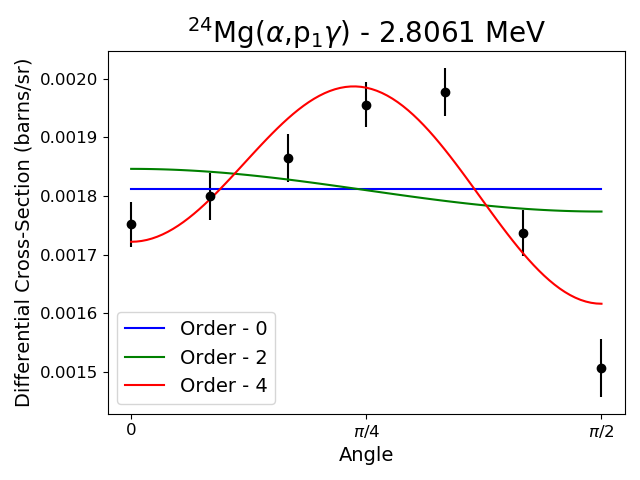 ²⁴Mg(α,p₁γ) - 2.8061 MeV
Differential Cross-Section (barns/sr)
0.0020
0.0019
0.0018
0.0017
0.0016
0.0015
Order - 0
Order - 2
Order - 4
0
π/4
π/2
Angle